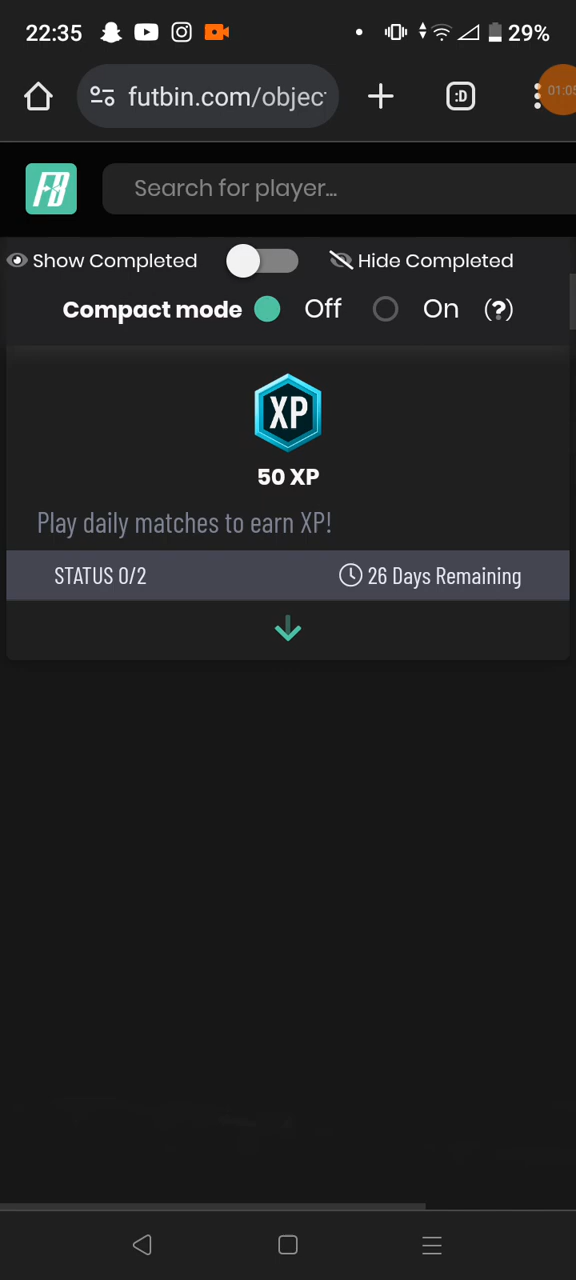 22:35
29%
futbin.com/objec
:D
01:05
FB
Search for player...
Show Completed
Hide Completed
Compact mode Off On (?)
XP
50 XP
Play daily matches to earn XP!
STATUS 0/2
26 Days Remaining